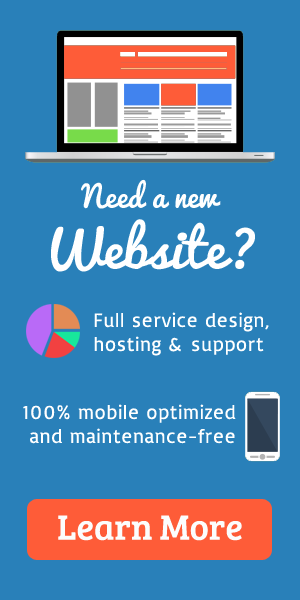 Need a new
Website?
Full service design,
hosting & support
100% mobile optimized
and maintenance-free
Learn More